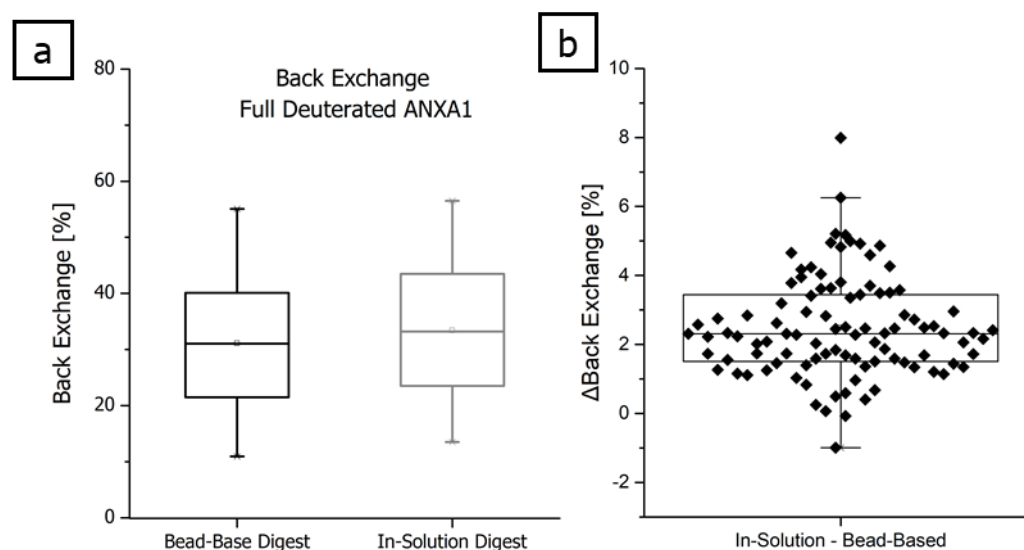 a
Back Exchange
Full Deuterated ANXA1
Back Exchange [%]
80
60
40
20
0
Bead-Base Digest
In-Solution Digest
b
ΔBack Exchange [%]
10
8
6
4
2
0
-2
In-Solution - Bead-Based